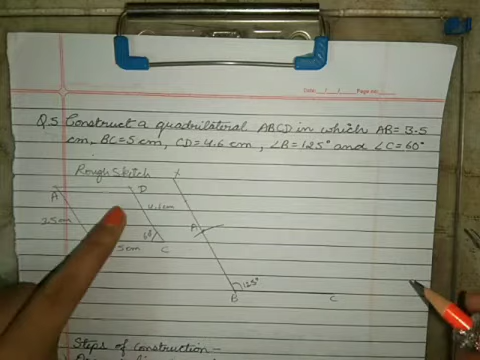 Date: / / Page no:
Q.5 Construct a quadrilateral ABCD in which AB= 3.5
cm, BC=5 cm, CD=4.6 cm, ∠B=125° and ∠C=60°
Rough Sketch
X
A
D
3.5cm
4.6cm
A
60°
5cm
C
125°
B
C
Steps of Construction:-